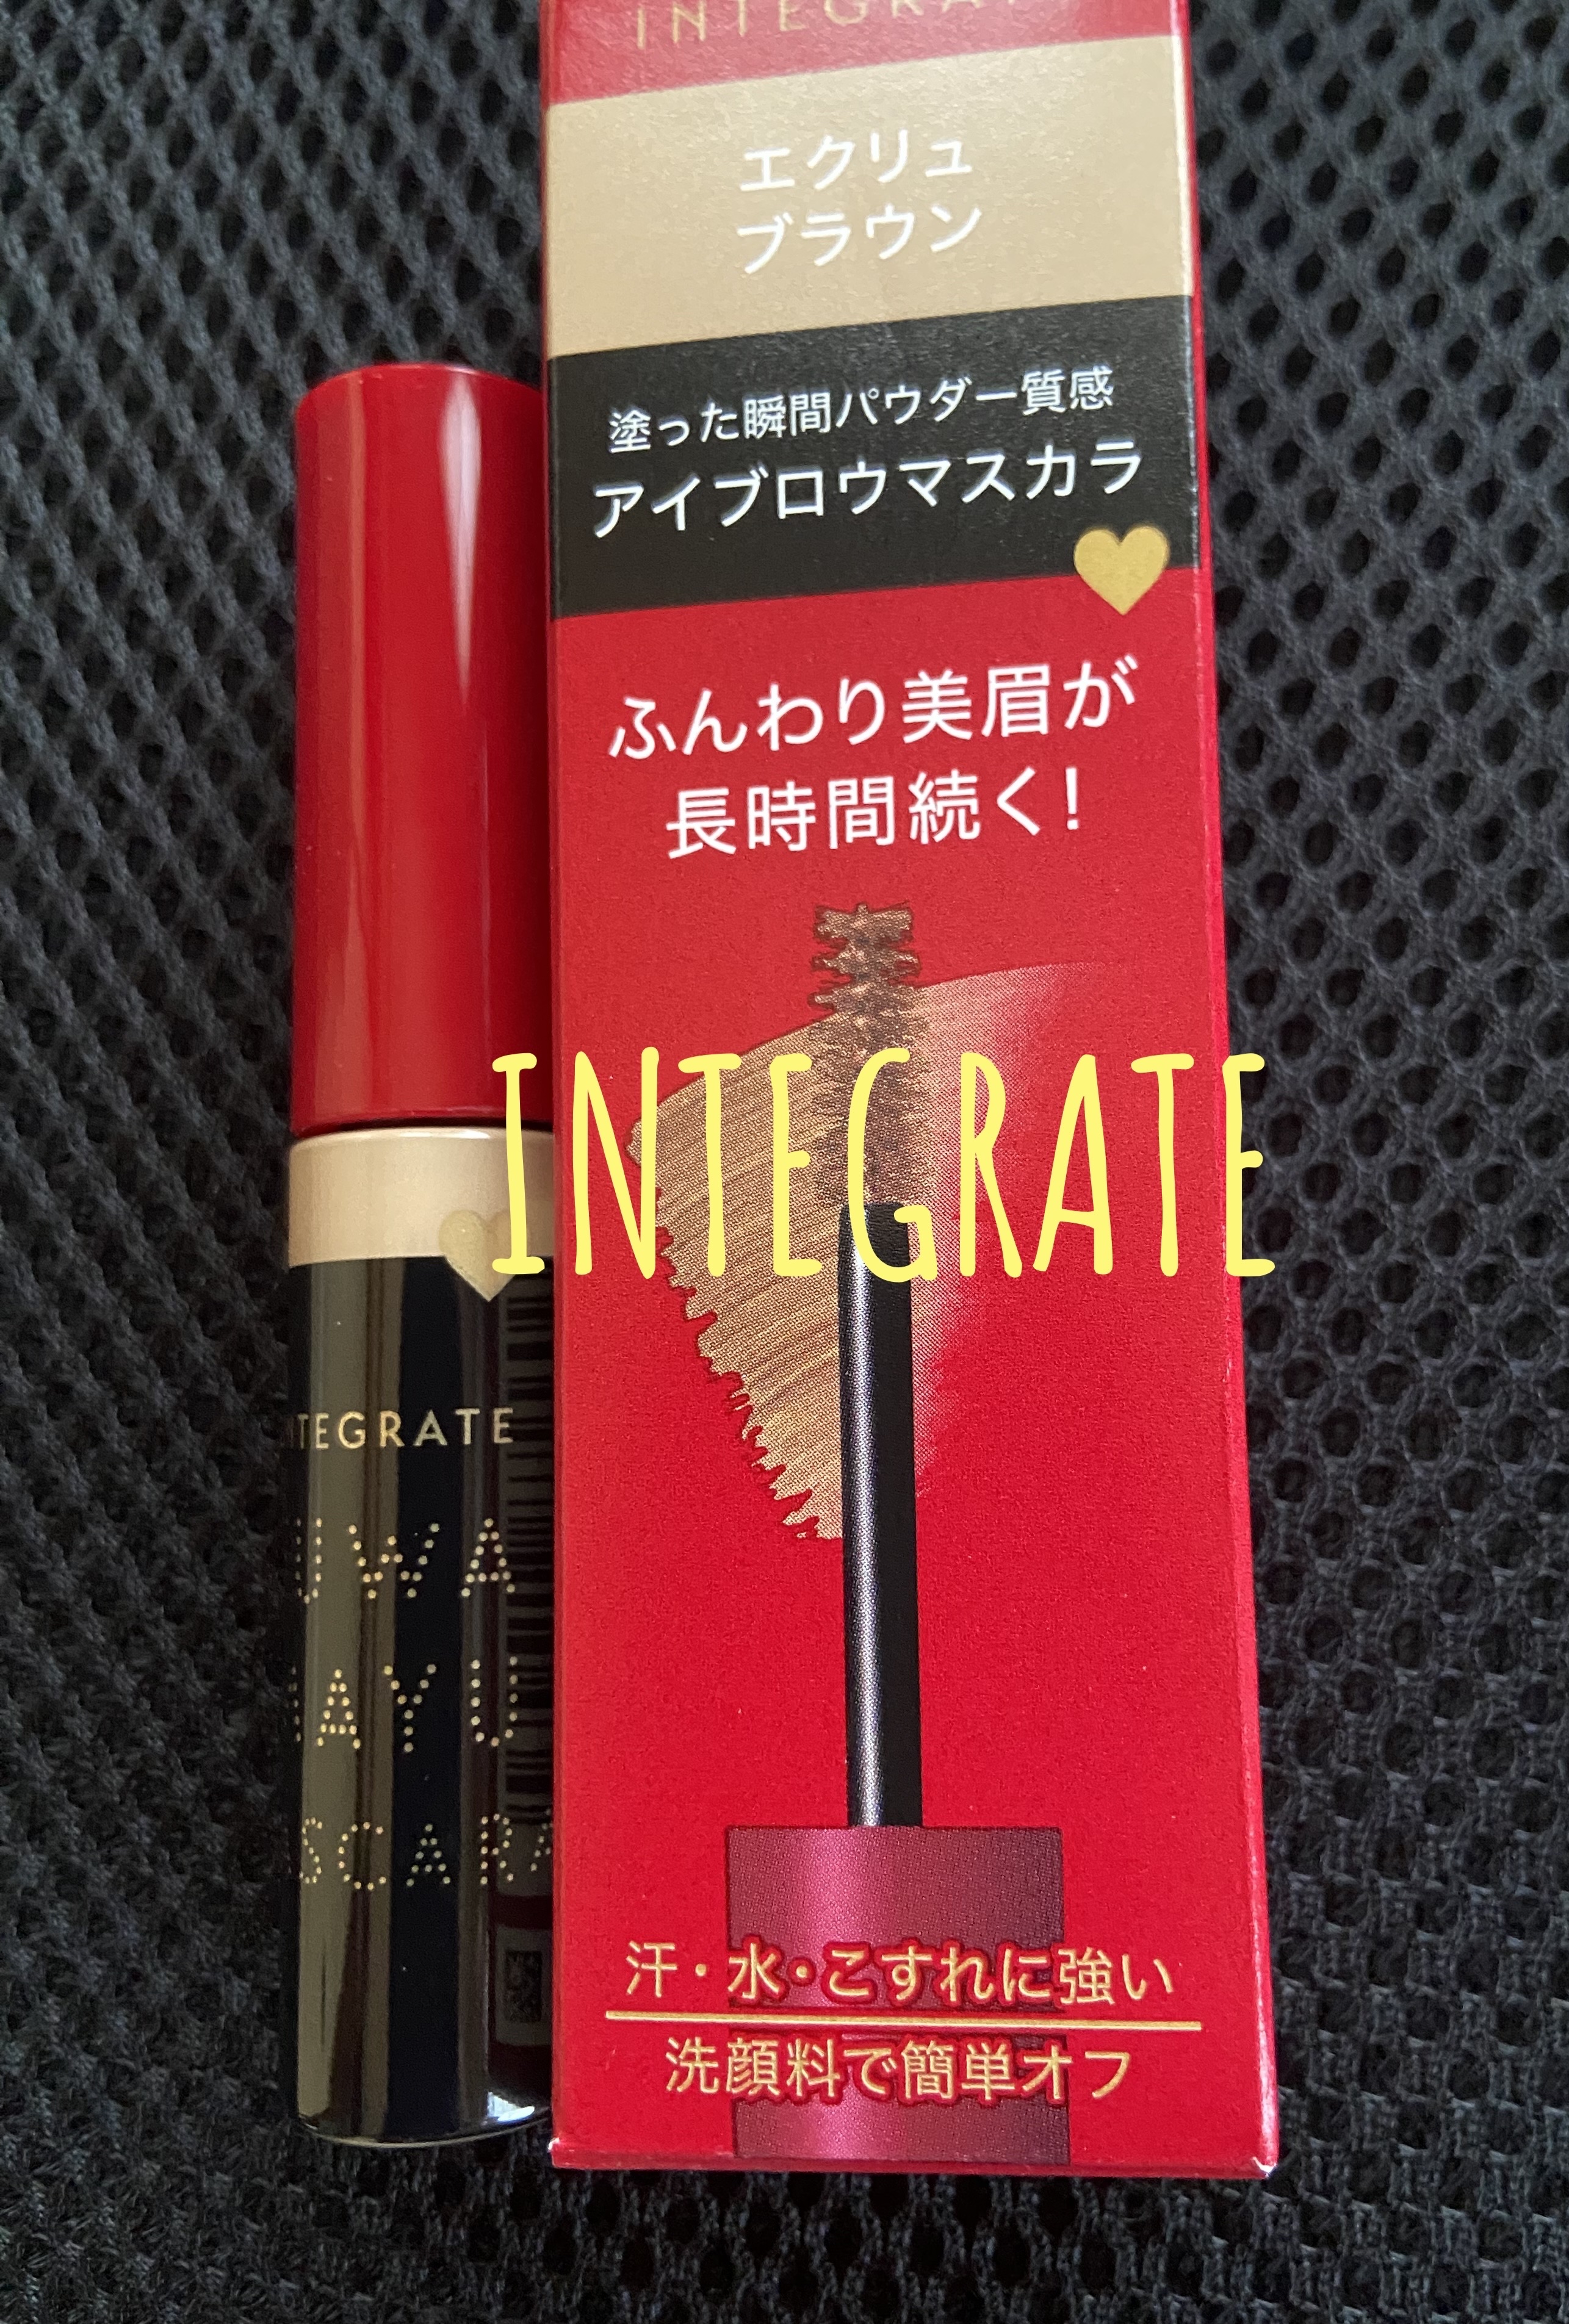 エクリュ
ブラウン
塗った瞬間パウダー質感
アイブロウマスカラ
ふんわり美眉が
長時間続く!
INTEGRATE
汗・水・こすれに強い
洗顔料で簡単オフ